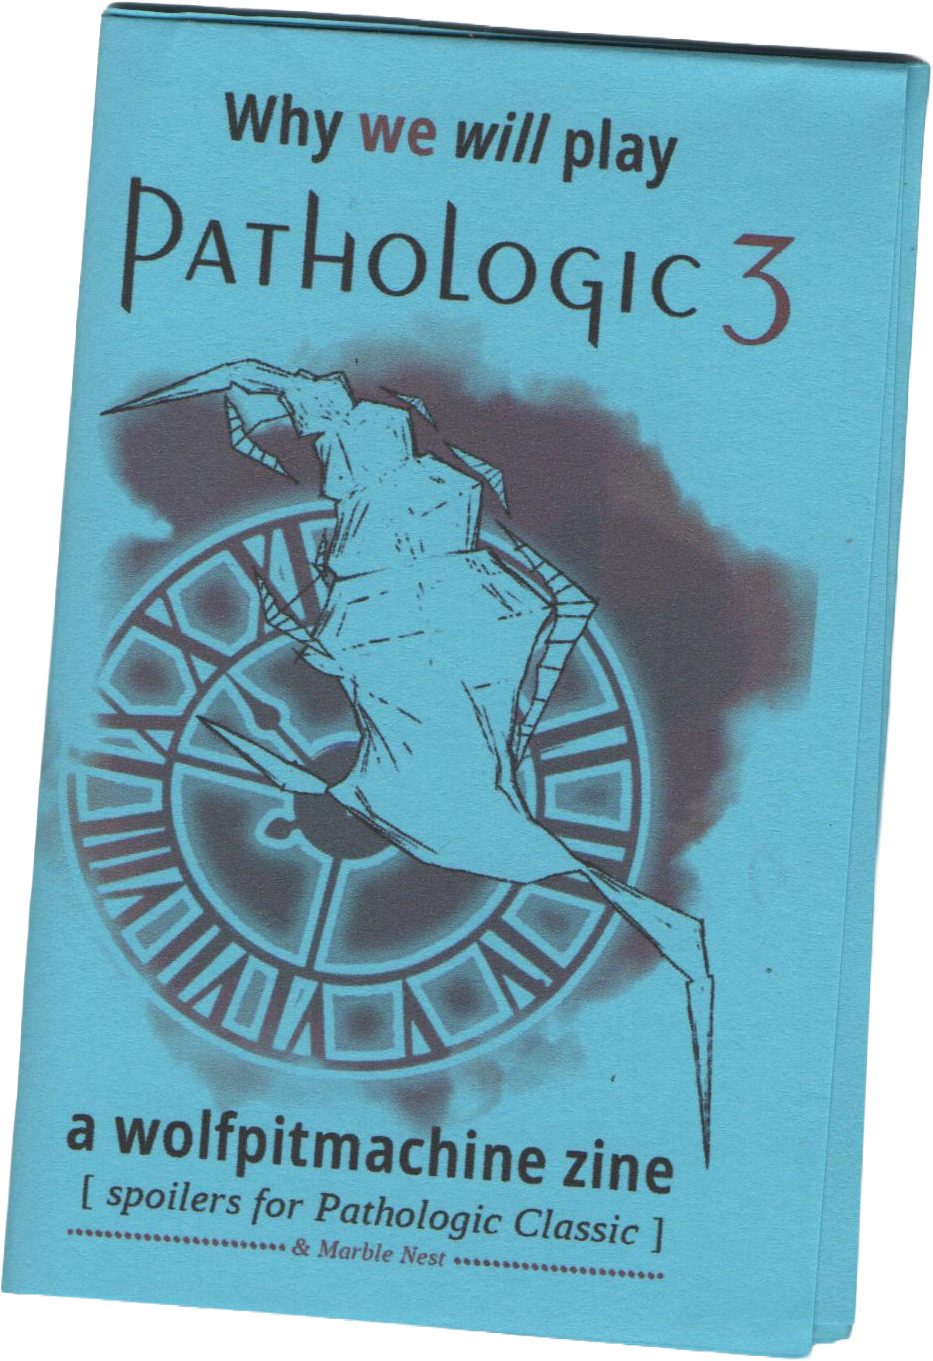 Why we will play
PATHOLOGIC 3
a wolfpitmachine zine
[ spoilers for Pathologic Classic ]
& Marble Nest